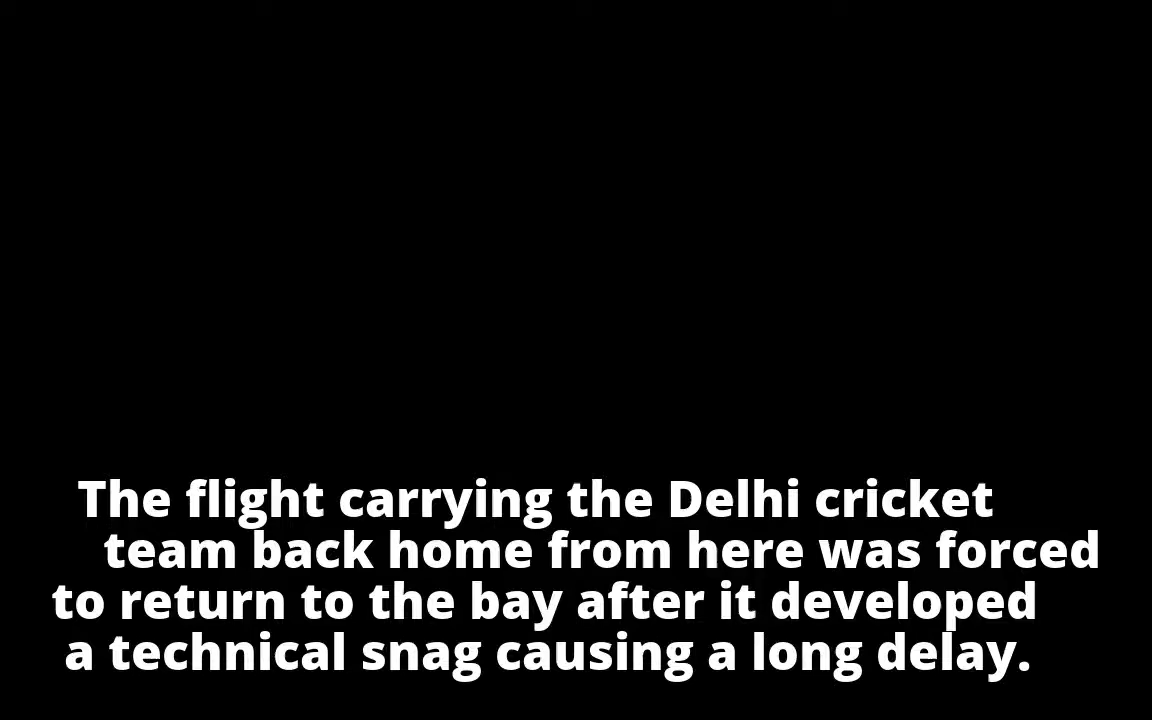 The flight carrying the Delhi cricket
team back home from here was forced
to return to the bay after it developed
a technical snag causing a long delay.